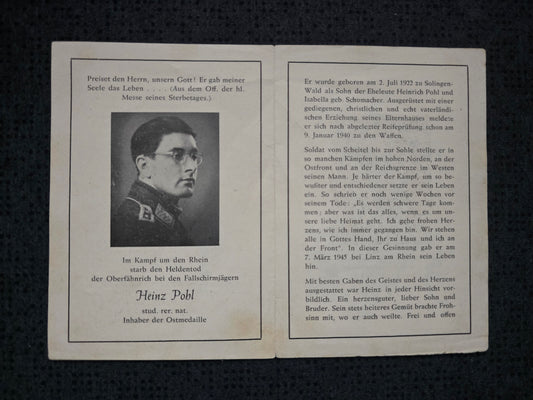 Preiset den Herrn, unsern Gott! Er gab meiner
Seele das Leben . . . . (Aus dem Off. der hl.
Messe seines Sterbetages.)
Im Kampf um den Rhein
starb den Heldentod
der Oberfähnrich bei den Fallschirmjägern
Heinz Pohl
stud. rer. nat.
Inhaber der Ostmedaille
Er wurde geboren am 2. Juli 1922 zu Solingen-
Wald als Sohn der Eheleute Heinrich Pohl und
Isabella geb. Schomacher. Ausgerüstet mit einer
gediegenen, christlichen und echt vaterländi-
schen Erziehung seines Elternhauses meldete
er sich nach abgelegter Reifeprüfung schon am
9. Januar 1940 zu den Waffen.
Soldat vom Scheitel bis zur Sohle stellte er in
so manchen Kämpfen im hohen Norden, an der
Ostfront und an der Reichsgrenze im Westen
seinen Mann. Je härter der Kampf, um so be-
wußter und entschiedener setzte er sein Leben
ein. So schrieb er noch wenige Wochen vor
seinem Tode: „Es werden schwere Tage kom-
men; aber was ist das alles, wenn es um un-
sere liebe Heimat geht. Ich gehe frohen Her-
zens, wie ich immer gegangen bin. Wir stehen
alle in Gottes Hand, Ihr zu Haus und ich an
der Front“. In dieser Gesinnung gab er am
7. März 1945 bei Linz am Rhein sein Leben
hin.
Mit besten Gaben des Geistes und des Herzens
ausgestattet war Heinz in jeder Hinsicht vor-
bildlich. Ein herzensguter, lieber Sohn und
Bruder. Sein stets heiteres Gemüt brachte Froh-
sinn mit, wo er auch weilte. Frei und offen